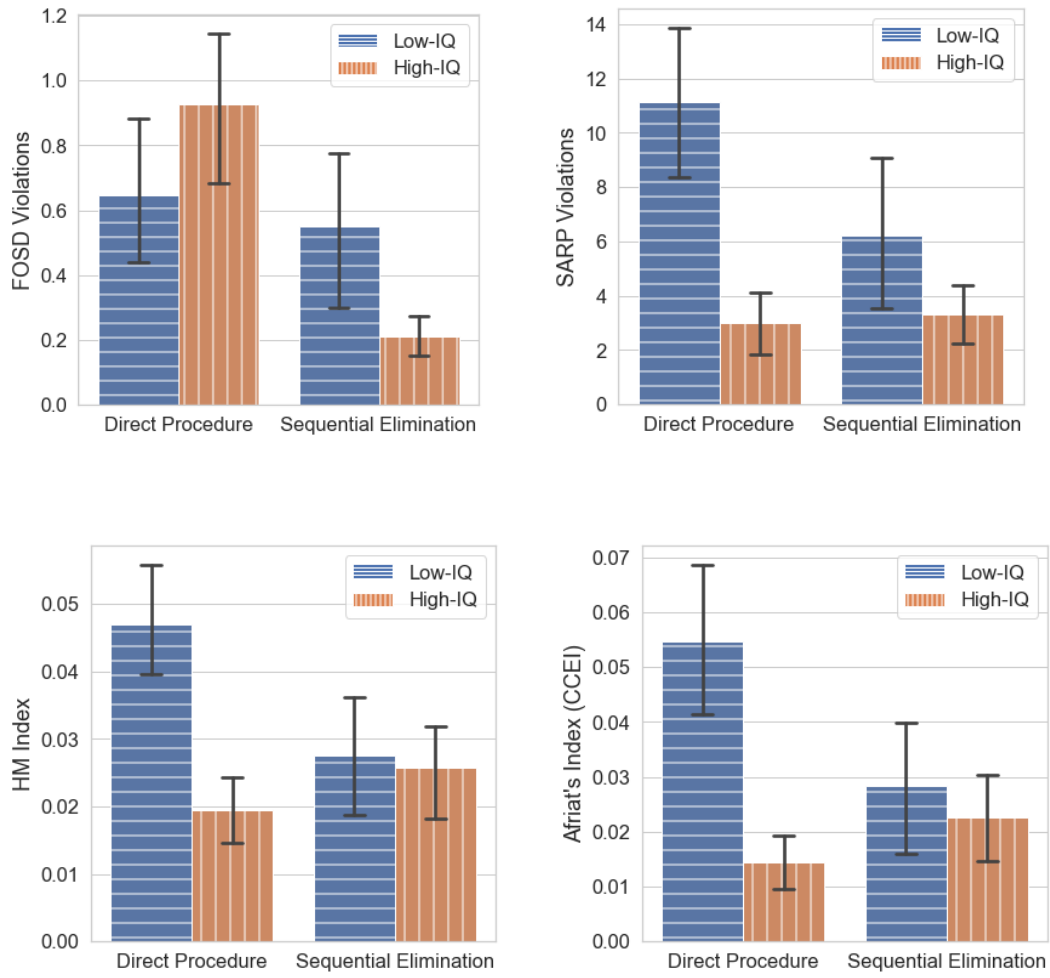 FOSD Violations
1.2
1.0
0.8
0.6
0.4
0.2
0.0
Low-IQ
High-IQ
Direct Procedure
Sequential Elimination
SARP Violations
14
12
10
8
6
4
2
0
Low-IQ
High-IQ
Direct Procedure
Sequential Elimination
HM Index
0.05
0.04
0.03
0.02
0.01
0.00
Low-IQ
High-IQ
Direct Procedure
Sequential Elimination
Afriat's Index (CCEI)
0.07
0.06
0.05
0.04
0.03
0.02
0.01
0.00
Low-IQ
High-IQ
Direct Procedure
Sequential Elimination